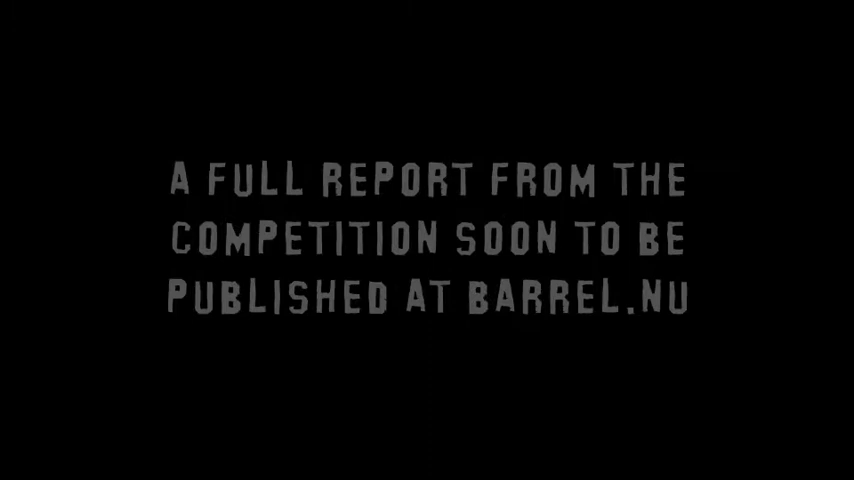 A FULL REPORT FROM THE
COMPETITION SOON TO BE
PUBLISHED AT BARREL.NU